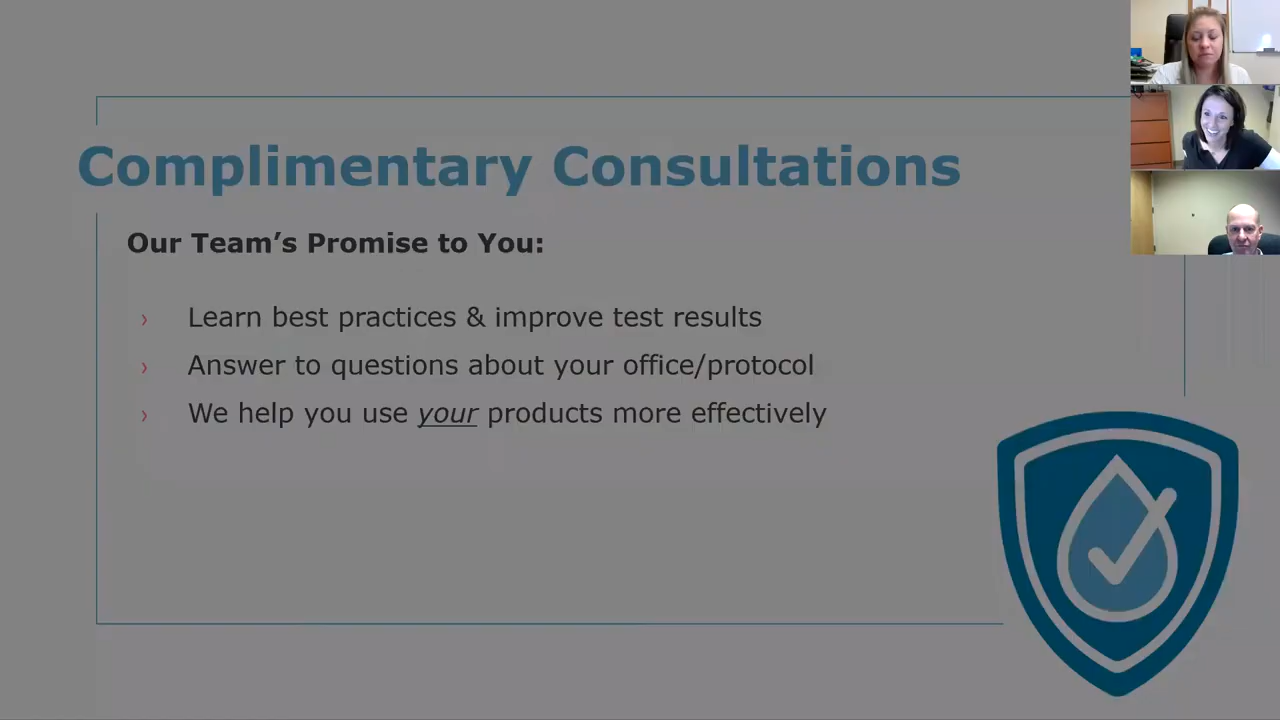 Complimentary Consultations
Our Team’s Promise to You:
› Learn best practices & improve test results
› Answer to questions about your office/protocol
› We help you use your products more effectively